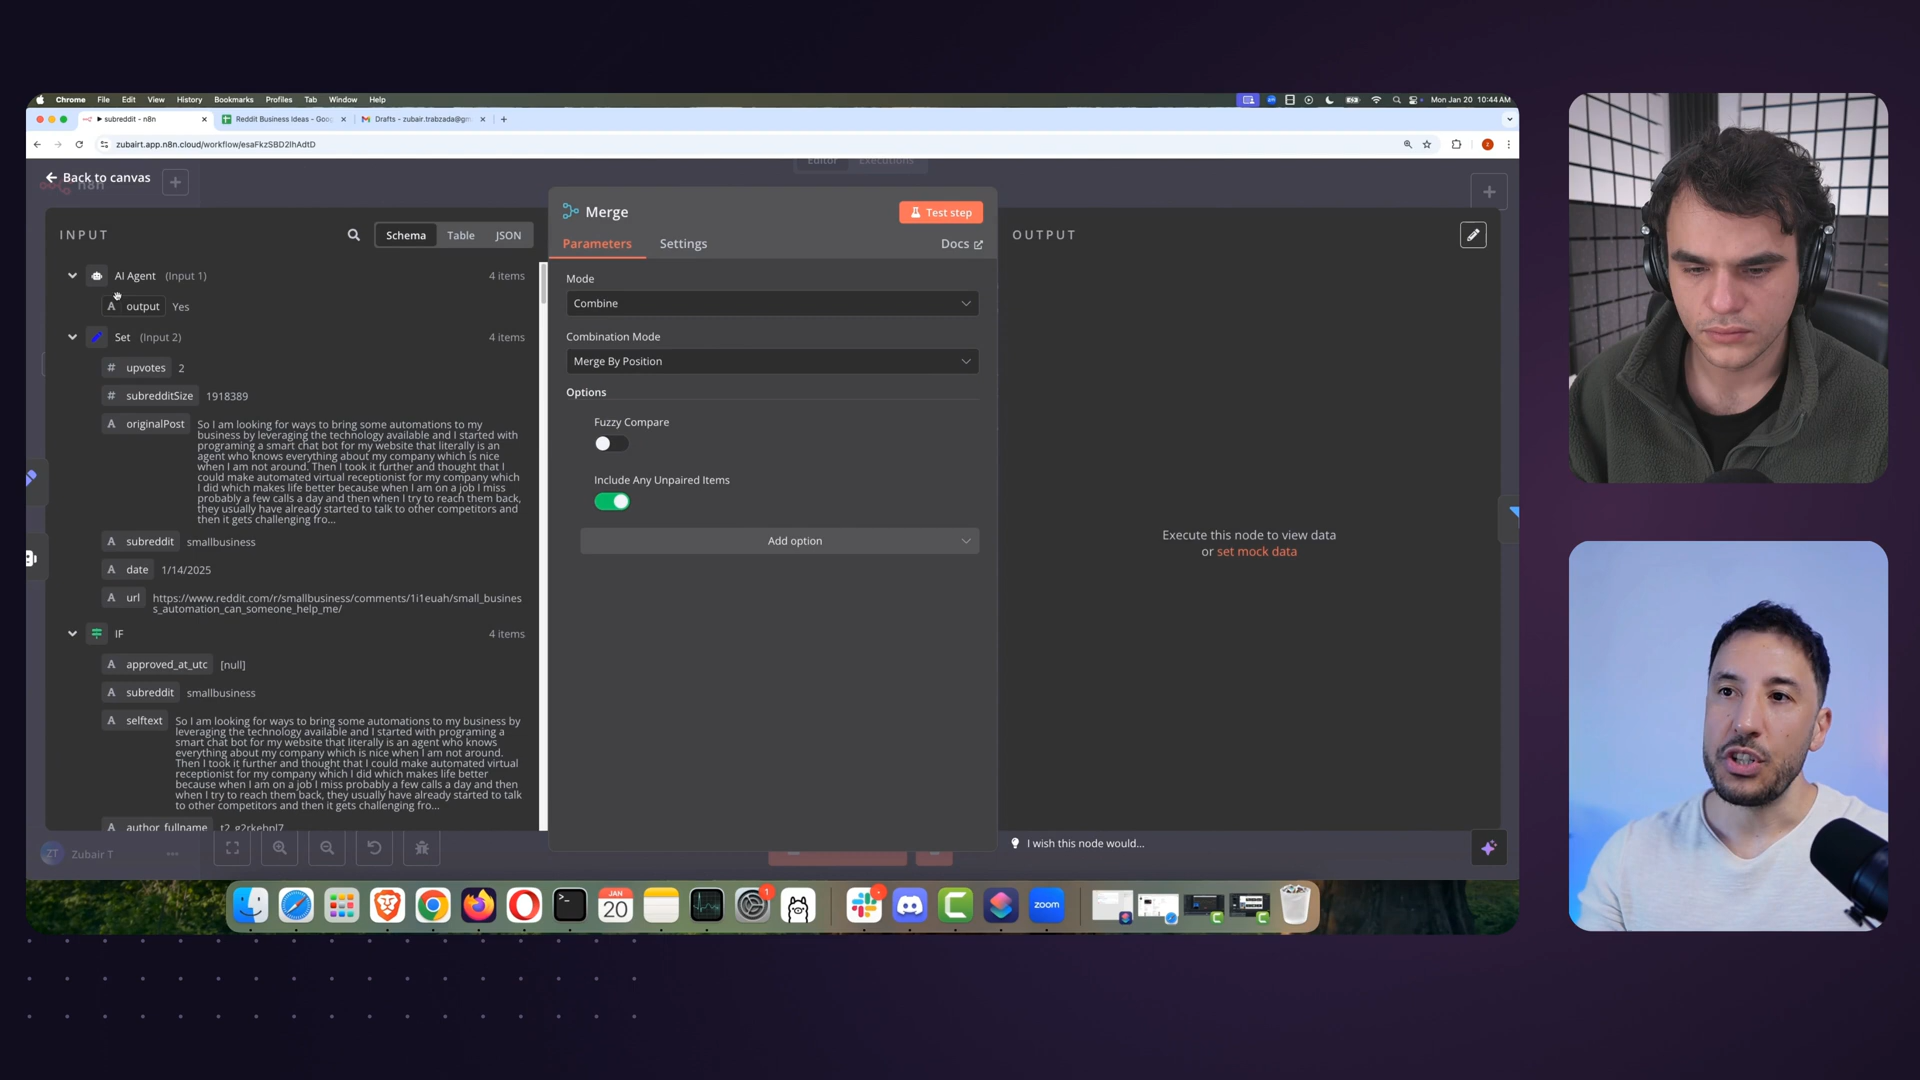 Chrome File Edit View History Bookmarks Profiles Tab Window Help
Mon Jan 20 10:44 AM
subreddit - n8n
Reddit Business Ideas - Goo
Drafts - zubair.trabzada@gm
zubairt.app.n8n.cloud/workflow/esaFkzSBD2IhAdtD
Editor Executions
Back to canvas
n8n
INPUT
Schema Table JSON
AI Agent (Input 1) 4 items
A output Yes
Set (Input 2) 4 items
# upvotes 2
# subredditSize 1918389
A originalPost So I am looking for ways to bring some automations to my
business by leveraging the technology available and I started with
programing a smart chat bot for my website that literally is an
agent who knows everything about my company which is nice
when I am not around. Then I took it further and thought that I
could make automated virtual receptionist for my company which
I did which makes life better because when I am on a job I miss
probably a few calls a day and then when I try to reach them back,
they usually have already started to talk to other competitors and
then it gets challenging fro...
A subreddit smallbusiness
A date 1/14/2025
A url https://www.reddit.com/r/smallbusiness/comments/1i1euah/small_busines
s_automation_can_someone_help_me/
IF 4 items
A approved_at_utc [null]
A subreddit smallbusiness
A selftext So I am looking for ways to bring some automations to my business by
leveraging the technology available and I started with programing a
smart chat bot for my website that literally is an agent who knows
everything about my company which is nice when I am not around.
Then I took it further and thought that I could make automated virtual
receptionist for my company which I did which makes life better
because when I am on a job I miss probably a few calls a day and then
when I try to reach them back, they usually have already started to talk
to other competitors and then it gets challenging fro...
A author_fullname t2_g2rkebpl7
ZT Zubair T
Merge
Test step
Parameters Settings Docs
Mode
Combine
Combination Mode
Merge By Position
Options
Fuzzy Compare
Include Any Unpaired Items
Add option
OUTPUT
Execute this node to view data
or set mock data
I wish this node would...
JAN
20
1
zoom